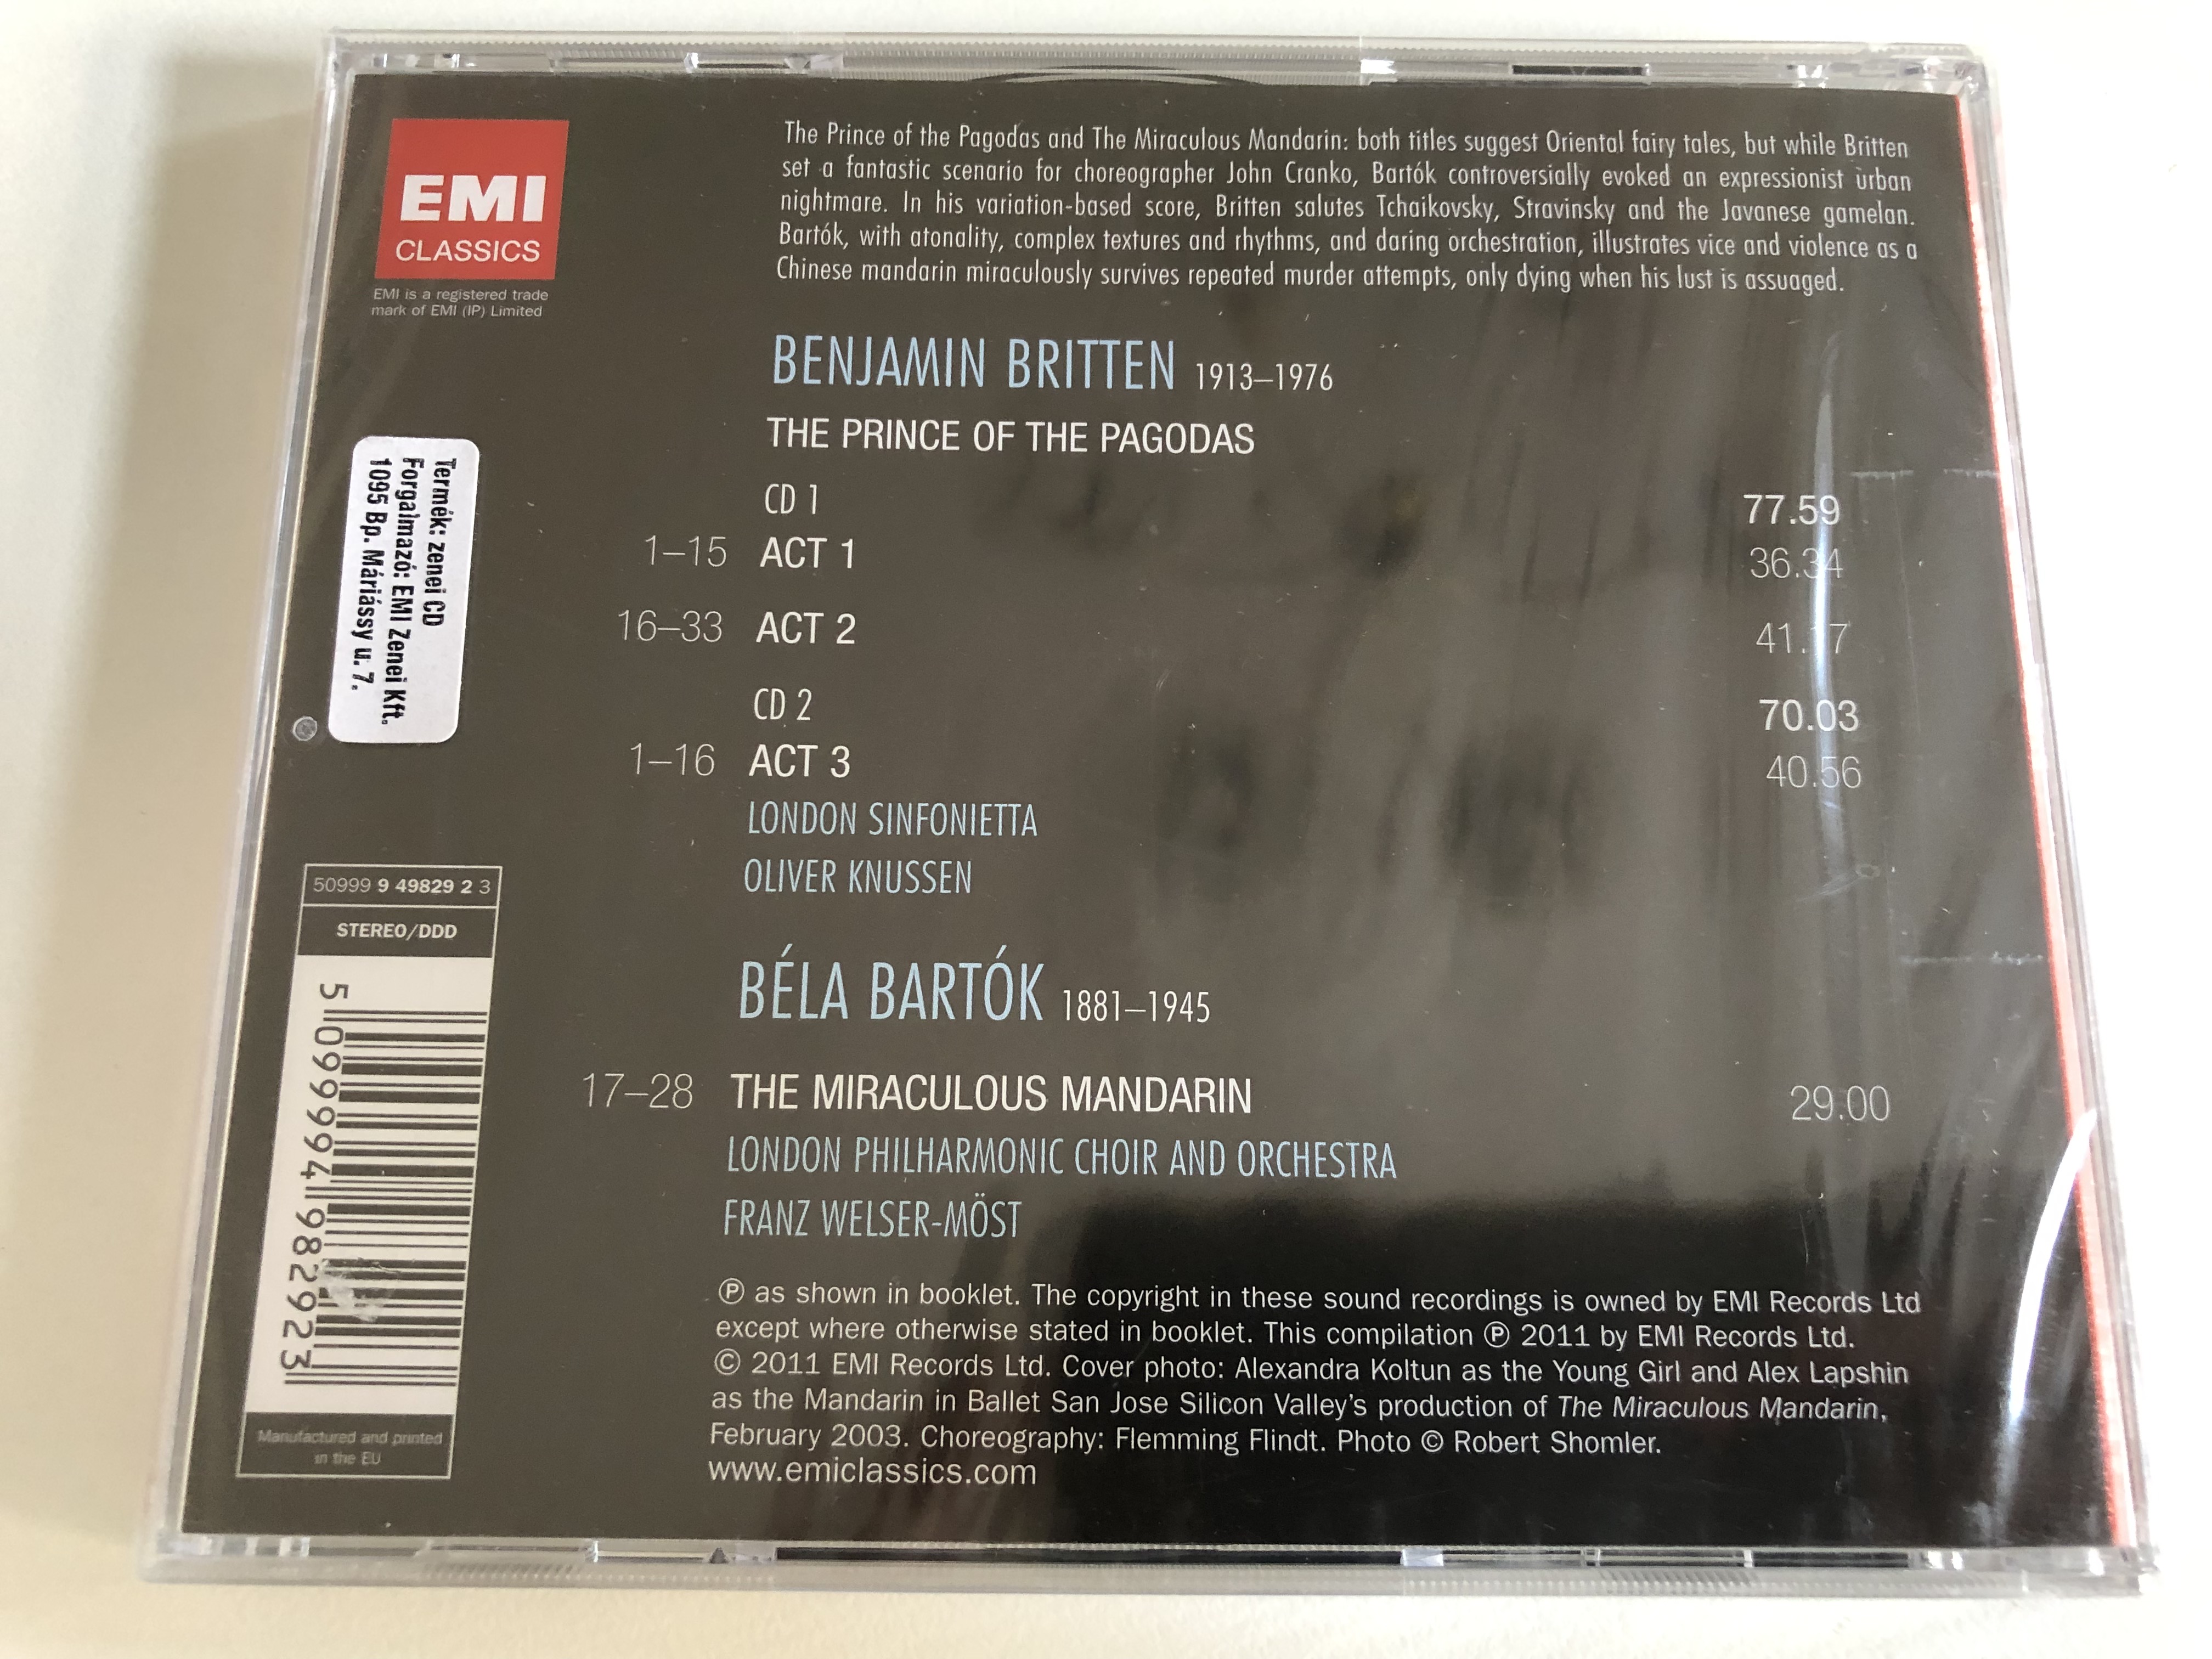 EMI
CLASSICS
EMI is a registered trade
mark of EMI (IP) Limited
The Prince of the Pagodas and The Miraculous Mandarin: both titles suggest Oriental fairy tales, but while Britten
set a fantastic scenario for choreographer John Cranko, Bartók controversially evoked an expressionist urban
nightmare. In his variation-based score, Britten salutes Tchaikovsky, Stravinsky and the Javanese gamelan.
Bartók, with atonality, complex textures and rhythms, and daring orchestration, illustrates vice and violence as a
Chinese mandarin miraculously survives repeated murder attempts, only dying when his lust is assuaged.
BENJAMIN BRITTEN 1913–1976
THE PRINCE OF THE PAGODAS
CD 1 77.59
1–15 ACT 1 36.34
16–33 ACT 2
CD 2 70.03
1–16 ACT 3 40.56
LONDON SINFONIETTA
OLIVER KNUSSEN
BÉLA BARTÓK 1881–1945
17–28 THE MIRACULOUS MANDARIN 29.00
LONDON PHILHARMONIC CHOIR AND ORCHESTRA
FRANZ WELSER-MÖST
Ⓟ as shown in booklet. The copyright in these sound recordings is owned by EMI Records Ltd
except where otherwise stated in booklet. This compilation Ⓟ 2011 by EMI Records Ltd.
© 2011 EMI Records Ltd. Cover photo: Alexandra Koltun as the Young Girl and Alex Lapshin
as the Mandarin in Ballet San Jose Silicon Valley's production of The Miraculous Mandarin,
February 2003. Choreography: Flemming Flindt. Photo © Robert Shomler.
www.emiclassics.com
Termék: zenei CD
Forgalmazó: EMI Zenei Kft.
1095 Bp. Máriássy u. 7.
50999 9 49829 2 3
STEREO/DDD
5 099994 982923
Manufactured and printed
in the EU